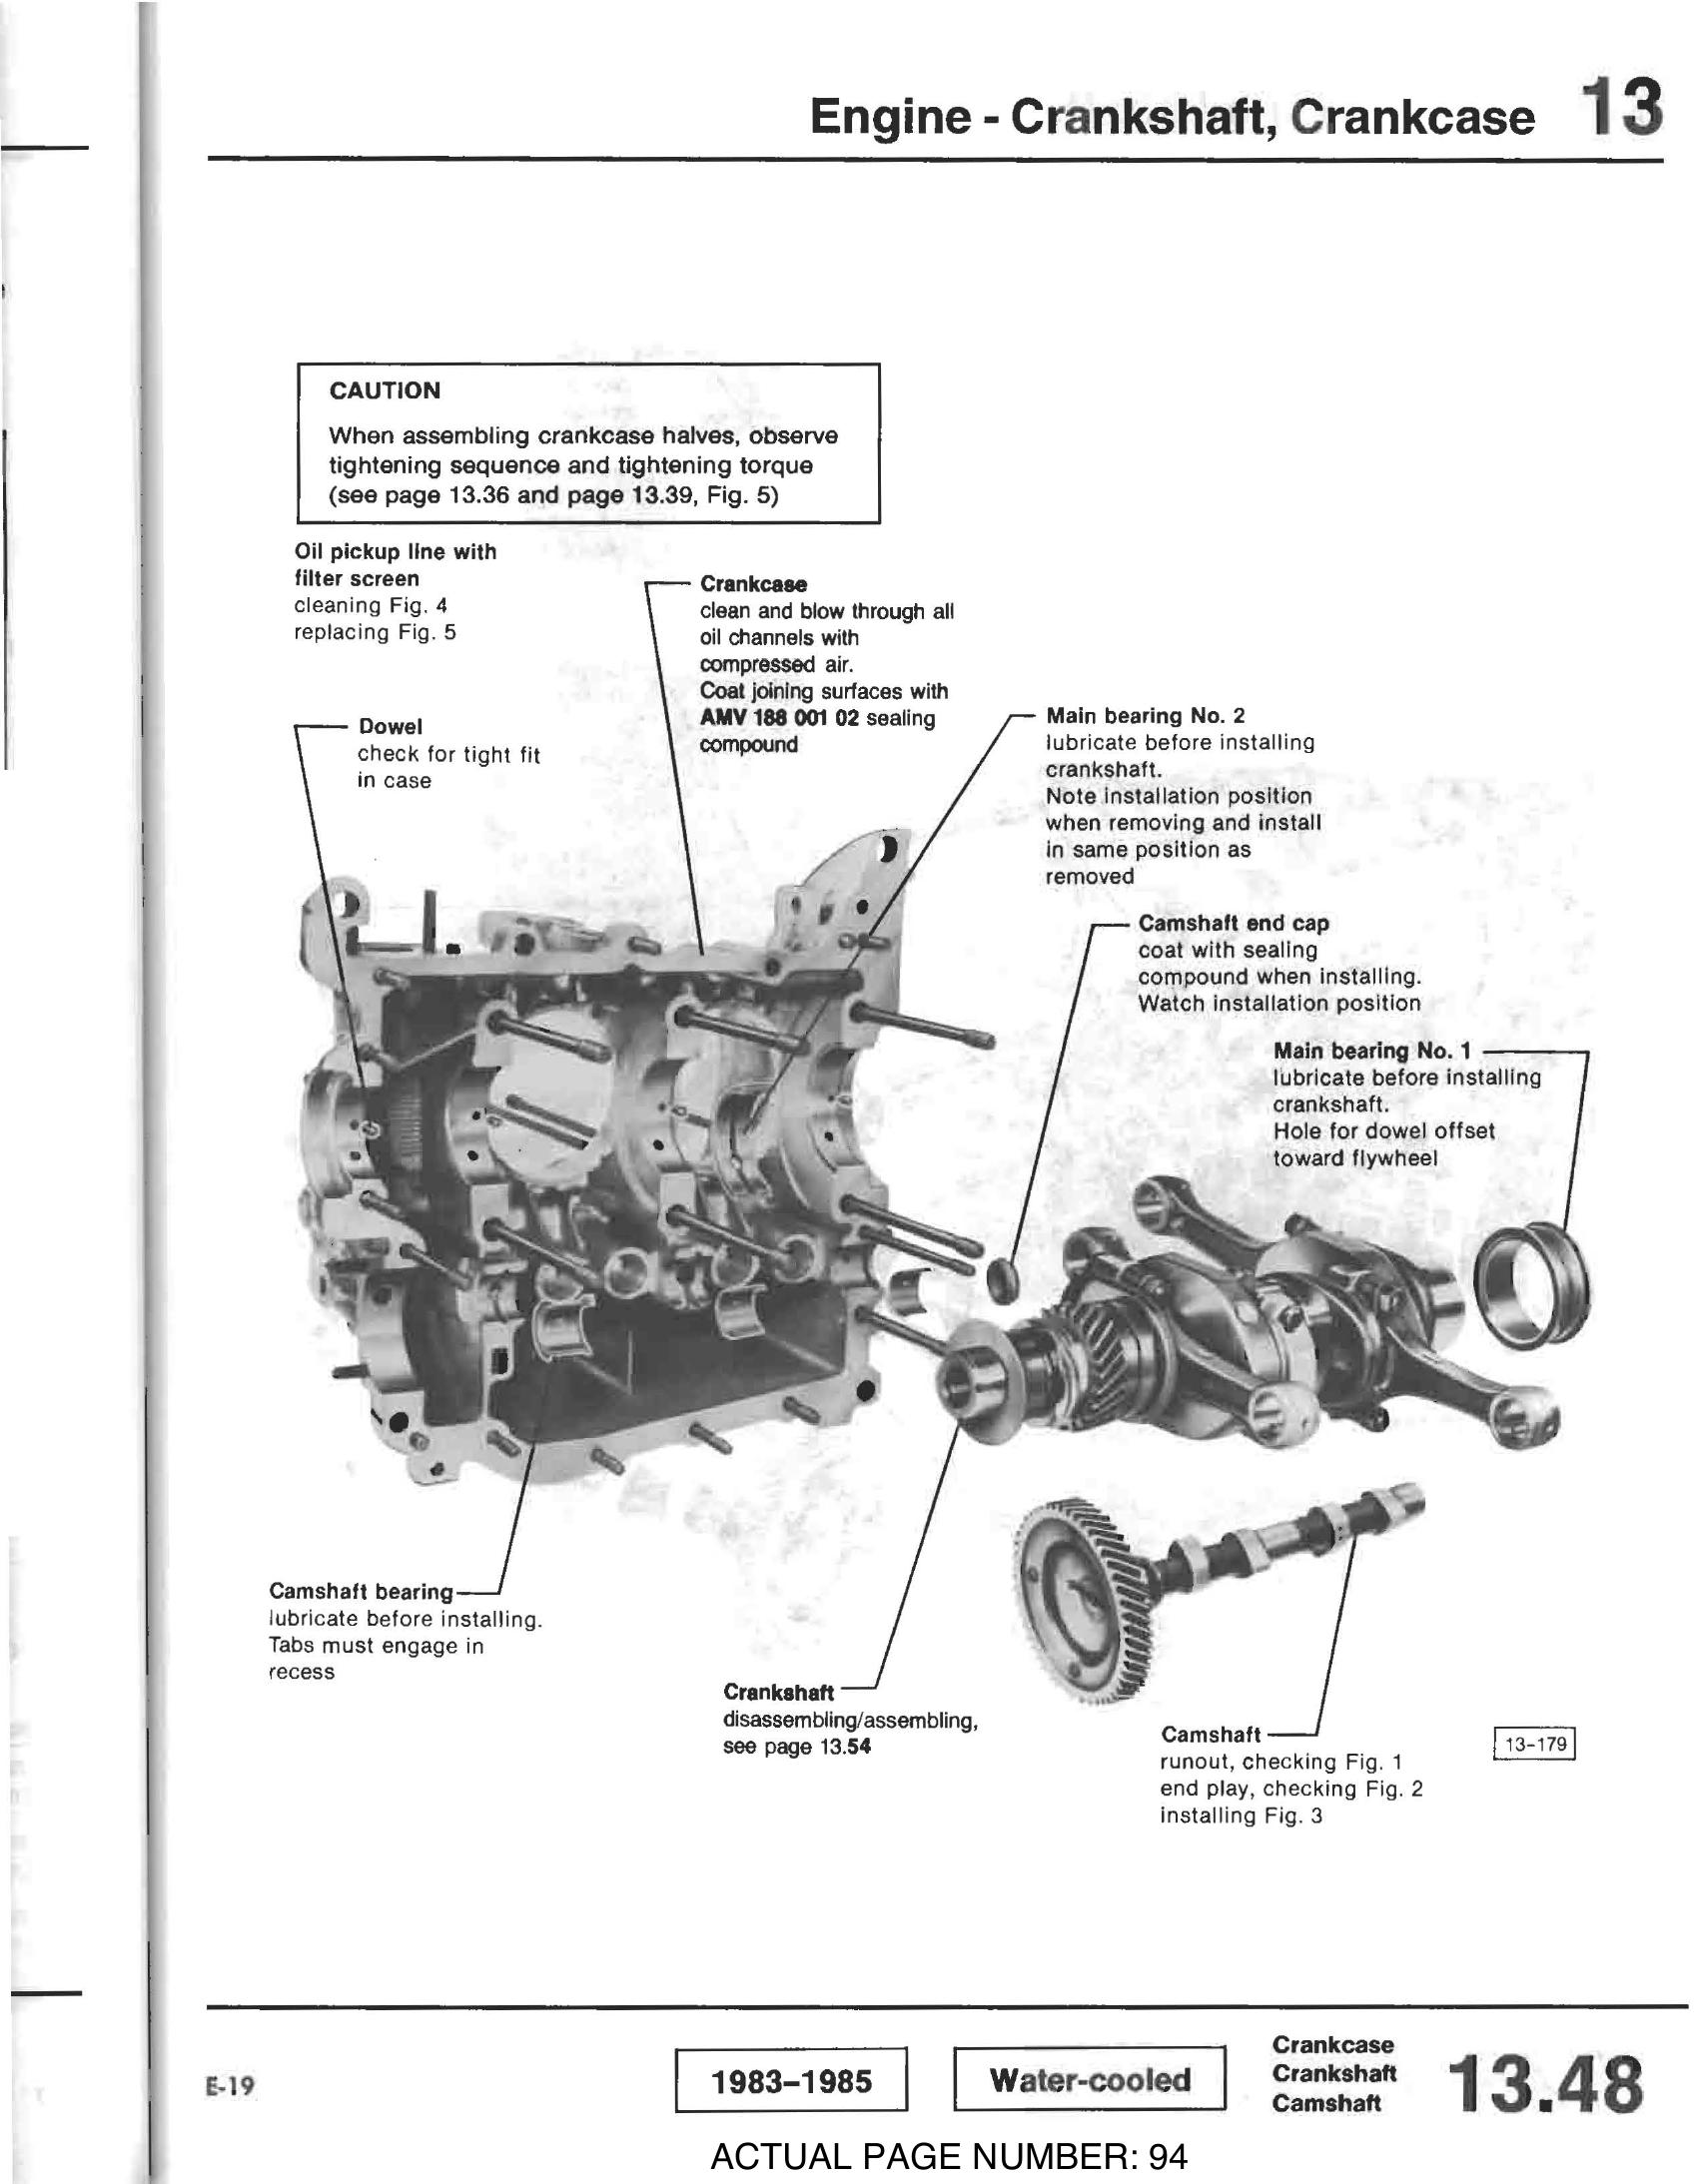 Engine - Crankshaft, Crankcase 13
CAUTION
When assembling crankcase halves, observe
tightening sequence and tightening torque
(see page 13.36 and page 13.39, Fig. 5)
Oil pickup line with
filter screen
cleaning Fig. 4
replacing Fig. 5
Crankcase
clean and blow through all
oil channels with
compressed air.
Coat joining surfaces with
AMV 188 001 02 sealing
compound
Dowel
check for tight fit
in case
Main bearing No. 2
lubricate before installing
crankshaft.
Note installation position
when removing and install
in same position as
removed
Camshaft end cap
coat with sealing
compound when installing.
Watch installation position
Main bearing No. 1
lubricate before installing
crankshaft.
Hole for dowel offset
toward flywheel
Camshaft bearing
lubricate before installing.
Tabs must engage in
recess
Crankshaft
disassembling/assembling,
see page 13.54
Camshaft
runout, checking Fig. 1
end play, checking Fig. 2
installing Fig. 3
13-179
E-19
1983–1985
Water-cooled
Crankcase
Crankshaft
Camshaft
13.48
ACTUAL PAGE NUMBER: 94